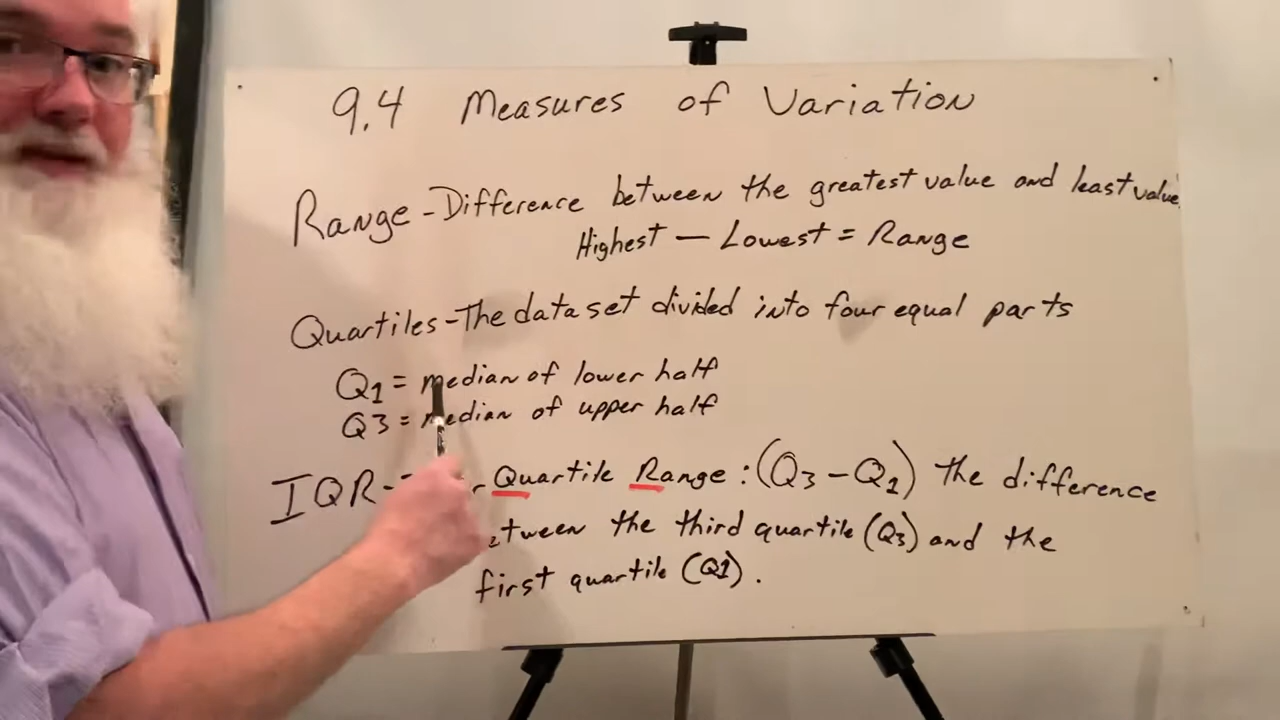 9.4 Measures of Variation
Range - Difference between the greatest value and least value
Highest - Lowest = Range
Quartiles - The data set divided into four equal parts
Q1 = median of lower half
Q3 = median of upper half
IQR - Quartile Range: (Q3 - Q1) the difference
the third quartile (Q3) and the
first quartile (Q1).